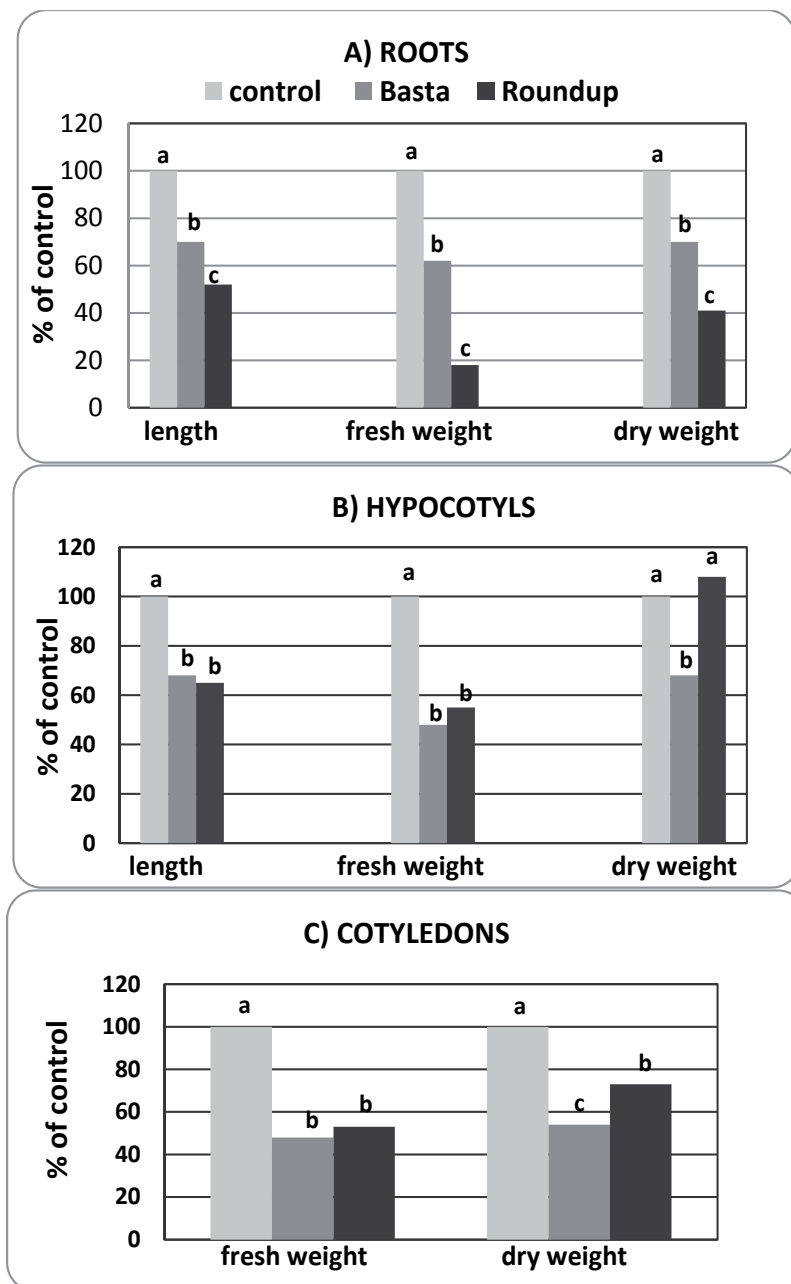 A) ROOTS
control Basta Roundup
120
100
80
60
40
20
0
% of control
a b c
a b c
a b c
length fresh weight dry weight
B) HYPOCOTYLS
120
100
80
60
40
20
0
% of control
a b b
a b b
a b a
length fresh weight dry weight
C) COTYLEDONS
120
100
80
60
40
20
0
% of control
a b b
a c b
fresh weight dry weight